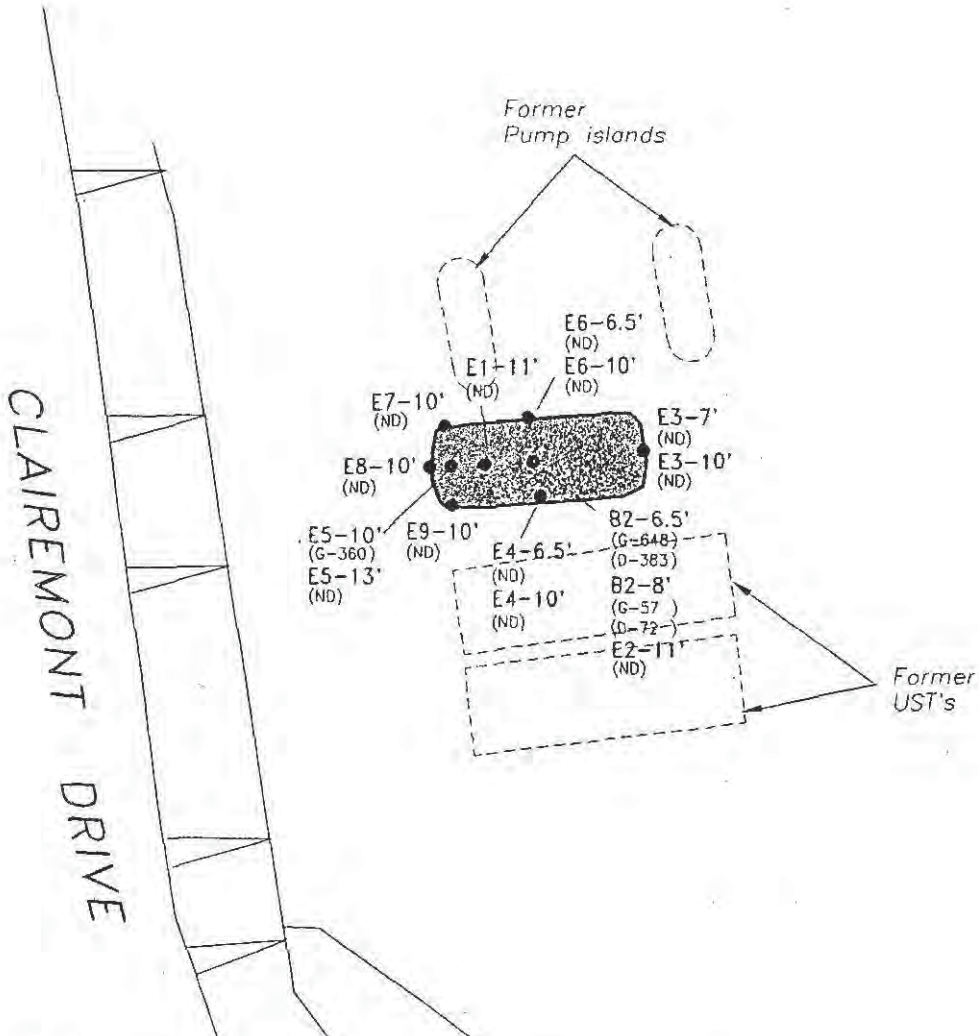 Former
Pump islands
E6-6.5'
(ND)
E1-11'
(ND)
E6-10'
(ND)
E7-10'
(ND)
E3-7'
(ND)
E8-10'
(ND)
E3-10'
(ND)
E5-10'
(G-360)
E5-13'
(ND)
E9-10'
(ND)
E4-6.5'
(ND)
E4-10'
(ND)
B2-6.5'
(G-648)
(D-383)
B2-8'
(G-57 )
(D-72 )
E2-11'
(ND)
Former
UST's
CLAIREMONT DRIVE